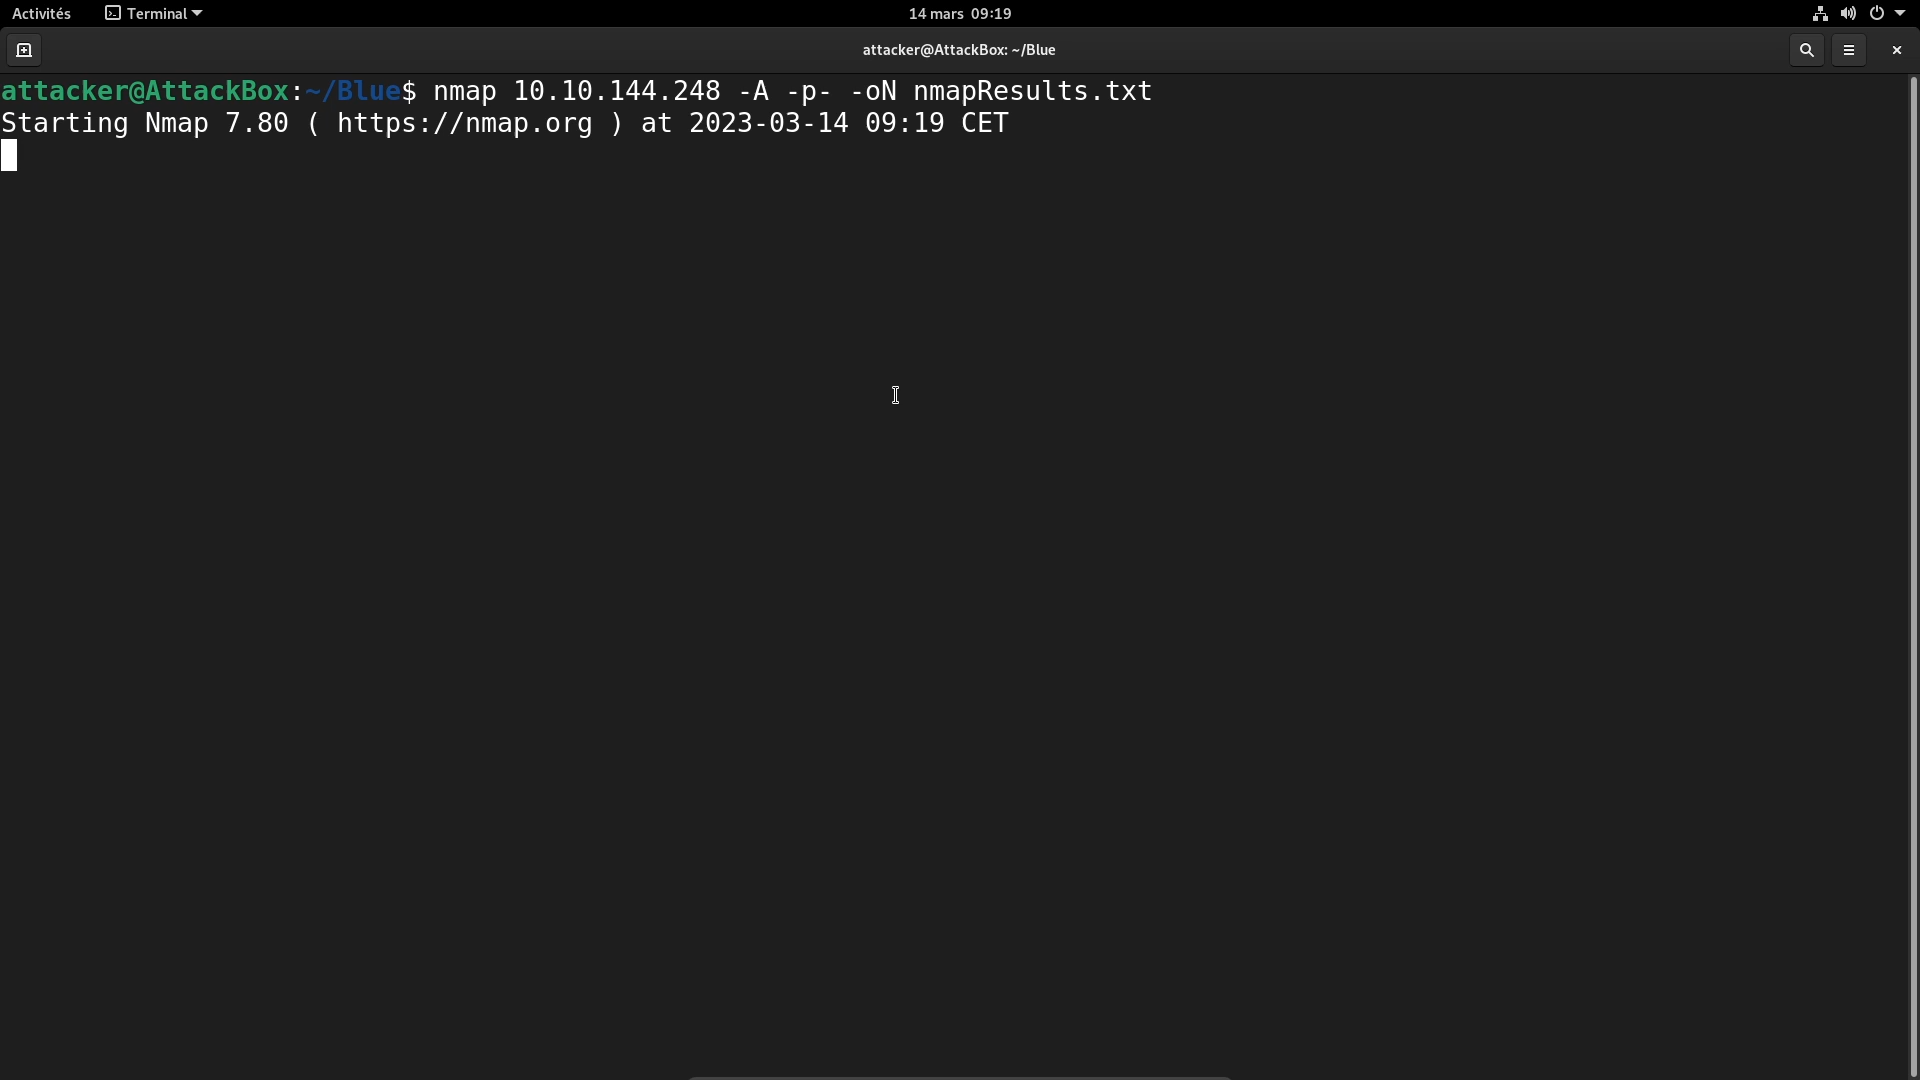 Activités Terminal 14 mars 09:19
attacker@AttackBox: ~/Blue
attacker@AttackBox:~/Blue$ nmap 10.10.144.248 -A -p- -oN nmapResults.txt
Starting Nmap 7.80 ( https://nmap.org ) at 2023-03-14 09:19 CET